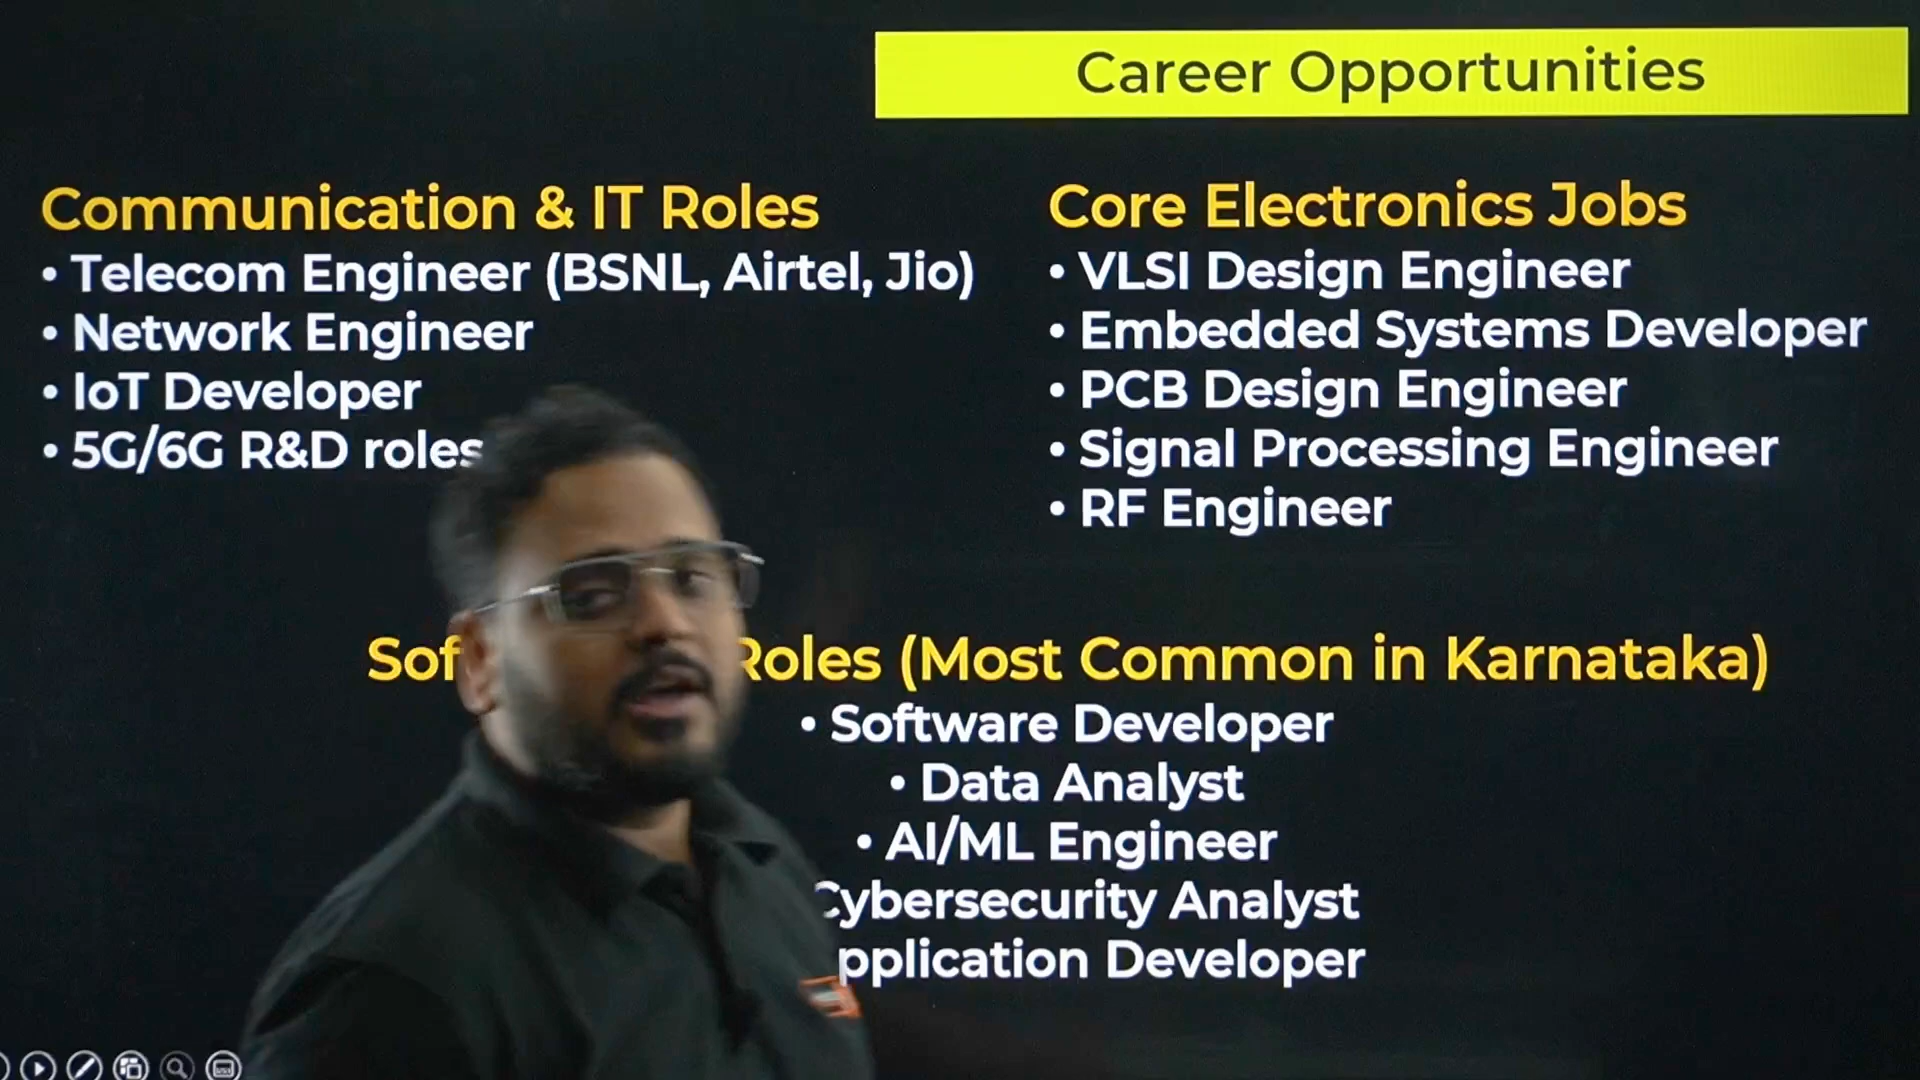 Career Opportunities
Communication & IT Roles
• Telecom Engineer (BSNL, Airtel, Jio)
• Network Engineer
• IoT Developer
• 5G/6G R&D roles
Core Electronics Jobs
• VLSI Design Engineer
• Embedded Systems Developer
• PCB Design Engineer
• Signal Processing Engineer
• RF Engineer
Roles (Most Common in Karnataka)
• Software Developer
• Data Analyst
• AI/ML Engineer
Cybersecurity Analyst
Developer